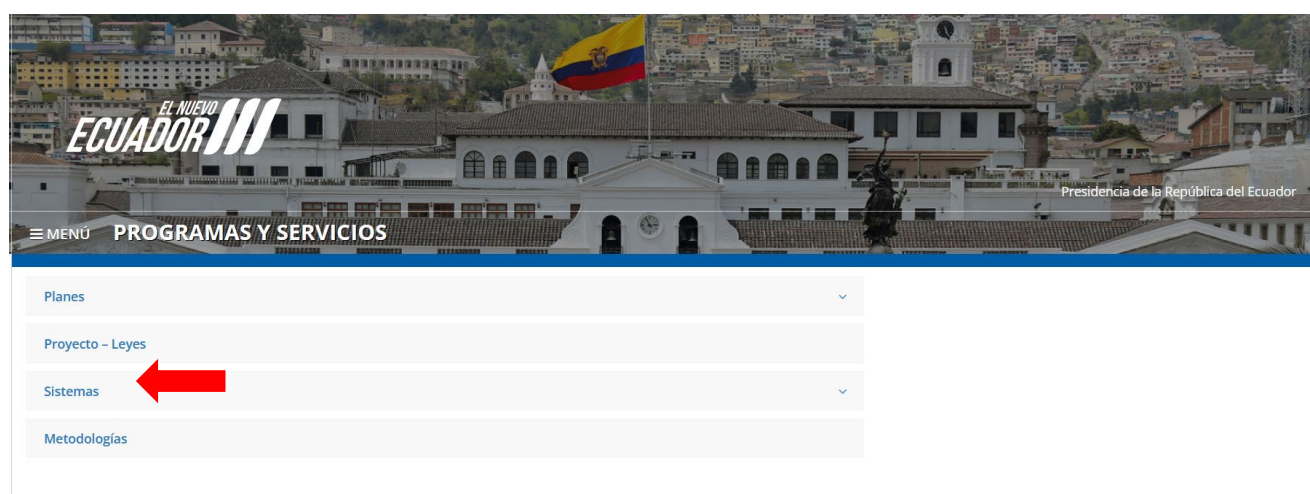 EL NUEVO
ECUADOR
Presidencia de la República del Ecuador
MENÚ PROGRAMAS Y SERVICIOS
Planes
Proyecto – Leyes
Sistemas
Metodologías